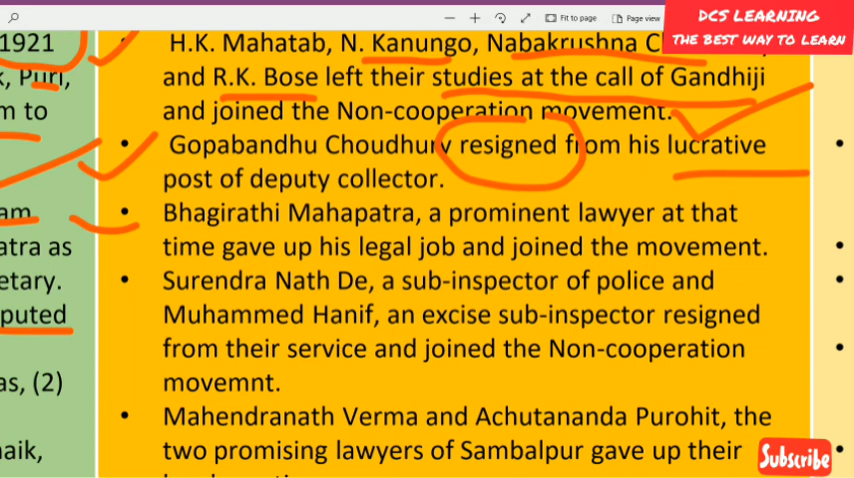 Fit to page
Page view
DCS LEARNING
THE BEST WAY TO LEARN
1921
k, Puri,
m to
am
atra as
etary.
puted
as, (2)
naik,
H.K. Mahatab, N. Kanungo, Nabakrushna
and R.K. Bose left their studies at the call of Gandhiji
and joined the Non-cooperation movement.
• Gopabandhu Choudhury resigned from his lucrative
post of deputy collector.
• Bhagirathi Mahapatra, a prominent lawyer at that
time gave up his legal job and joined the movement.
• Surendra Nath De, a sub-inspector of police and
Muhammed Hanif, an excise sub-inspector resigned
from their service and joined the Non-cooperation
movemnt.
• Mahendranath Verma and Achutananda Purohit, the
two promising lawyers of Sambalpur gave up their
Subscribe